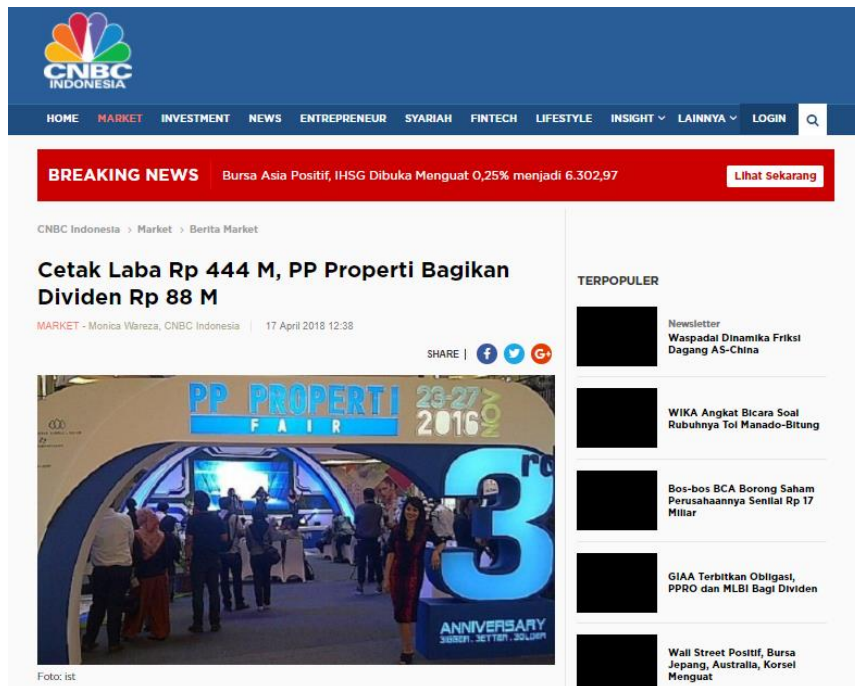 CNBC
INDONESIA
HOME MARKET INVESTMENT NEWS ENTREPRENEUR SYARIAH FINTECH LIFESTYLE INSIGHT LAINNYA LOGIN
BREAKING NEWS Bursa Asia Positif, IHSG Dibuka Menguat 0,25% menjadi 6.302,97 Lihat Sekarang
CNBC Indonesia > Market > Berita Market
Cetak Laba Rp 444 M, PP Properti Bagikan
Dividen Rp 88 M
MARKET - Monica Wareza, CNBC Indonesia 17 April 2018 12:38
SHARE |
PP PROPERTI
FAIR
23-27
2016
NOV
3rd
ANNIVERSARY
Foto: ist
TERPOPULER
Newsletter
Waspadai Dinamika Friksi
Dagang AS-China
WIKA Angkat Bicara Soal
Rubuhnya Tol Manado-Bitung
Bos-bos BCA Borong Saham
Perusahaannya Senilai Rp 17
Miliar
GIAA Terbitkan Obligasi,
PPRO dan MLBI Bagi Dividen
Wall Street Positif, Bursa
Jepang, Australia, Korsel
Menguat